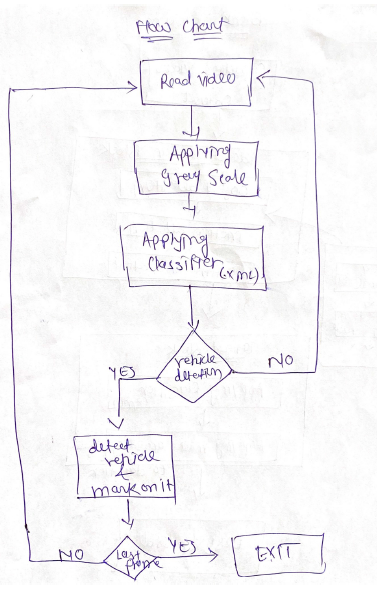 Flow Chart
Read video
Applying
Grey Scale
Applying
Classifier (.xml)
vehicle
detection
NO
YES
detect
vehicle
&
mark on it
Last
frame
NO
YES
EXIT